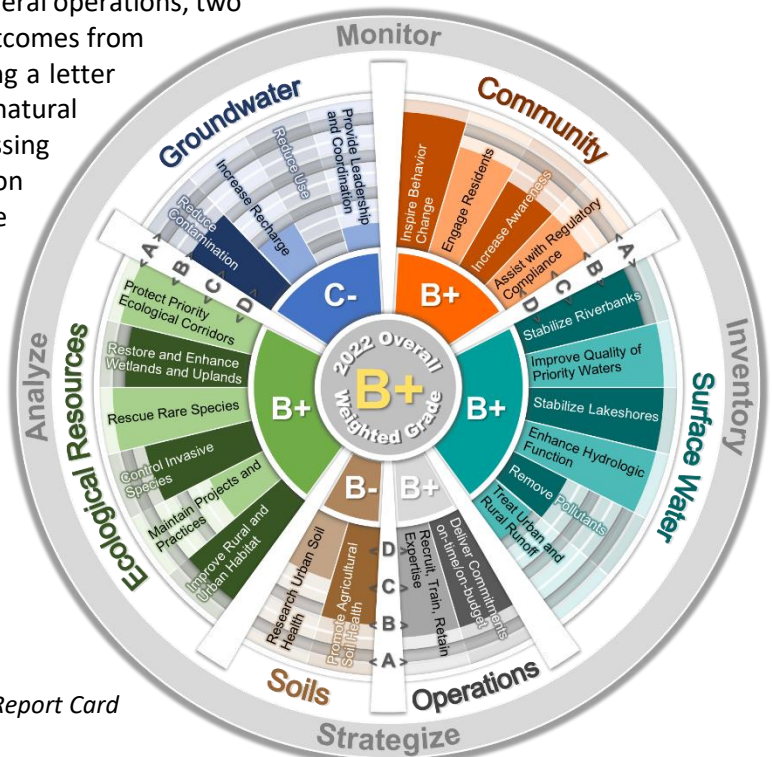 eral operations, two
tcomes from
ng a letter
natural
ssing
on
e
Monitor
Groundwater
Community
Reduce
Contamination
Increase Recharge
Reduce Use
Provide Leadership
and Coordination
Inspire Behavior
Change
Engage Residents
Increase Awareness
Assist with Regulatory
Compliance
<A>
<B>
<C>
<D>
<A>
<B>
<C>
<D>
C-
B+
Analyze
Inventory
Ecological Resources
Protect Priority
Ecological Corridors
Restore and Enhance
Wetlands and Uplands
Rescue Rare Species
Control Invasive
Species
Maintain Projects and
Practices
Improve Rural and
Urban Habitat
B+
2022 Overall
B+
Weighted Grade
B+
Stabilize Riverbanks
Improve Quality of
Priority Waters
Stabilize Lakeshores
Enhance Hydrologic
Function
Remove Pollutants
Treat Urban and
Rural Runoff
Surface Water
B-
B+
Research Urban Soil
Health
Promote Agricultural
Soil Health
<D>
<C>
<B>
<A>
Recruit, Train, Retain
Expertise
Deliver Commitments
on-time/on-budget
Soils
Operations
Report Card
Strategize